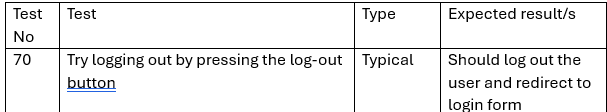 Test No	Test	Type	Expected result/s
70	Try logging out by pressing the log-out button	Typical	Should log out the user and redirect to login form